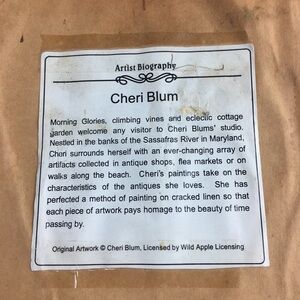 Artist Biography
Cheri Blum
Morning Glories, climbing vines and eclectic cottage
garden welcome any visitor to Cheri Blums' studio.
Nestled in the banks of the Sassafras River in Maryland,
Cheri surrounds herself with an ever-changing array of
artifacts collected in antique shops, flea markets or on
walks along the beach. Cheri's paintings take on the
characteristics of the antiques she loves. She has
perfected a method of painting on cracked linen so that
each piece of artwork pays homage to the beauty of time
passing by.
Original Artwork © Cheri Blum, Licensed by Wild Apple Licensing